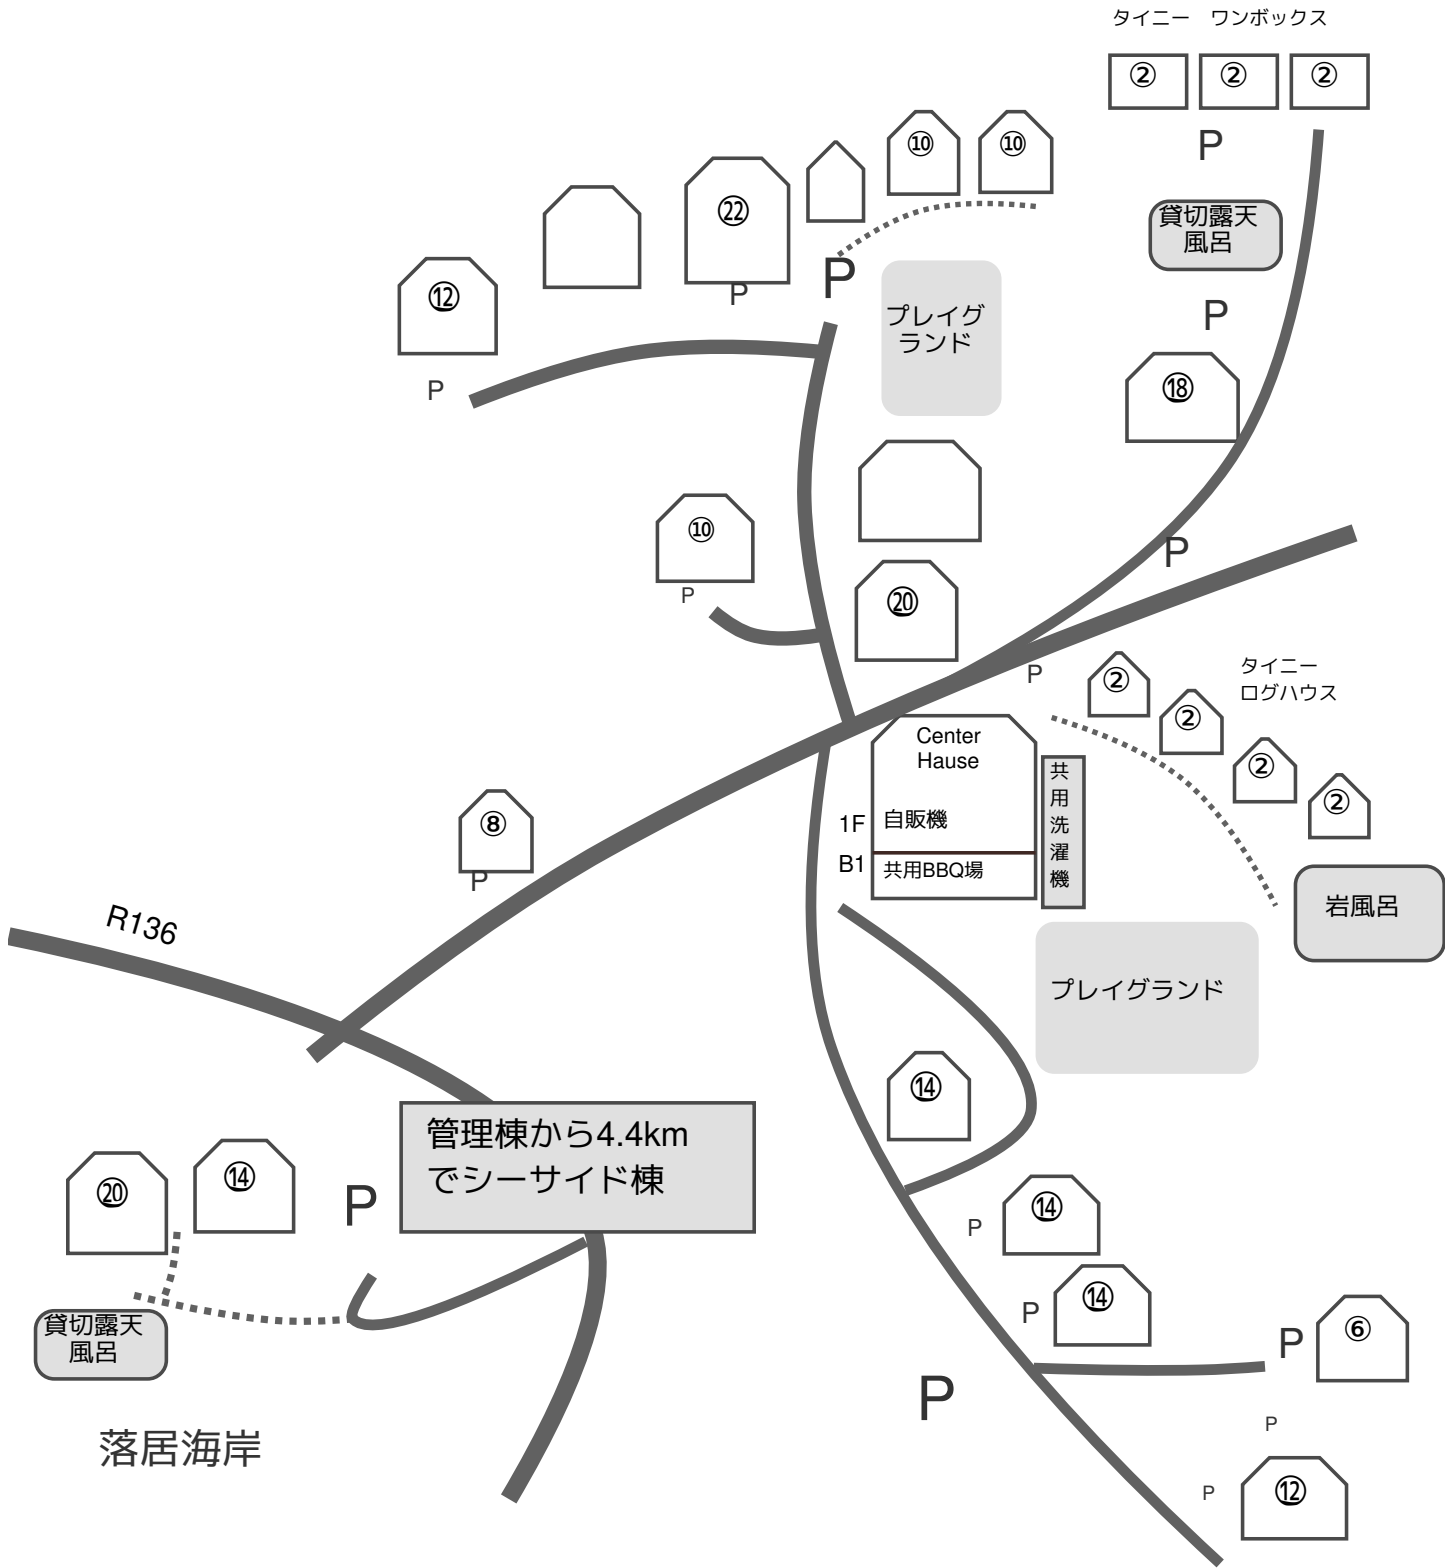 タイニー ワンボックス
② ② ②
P
⑩ ⑩
㉒
P
P
⑫
P
貸切露天
風呂
P
プレイグ
ランド
⑱
⑩
P
P
⑳
P
②
②
②
②
タイニー
ログハウス
Center
Hause
1F 自販機
B1 共用BBQ場
共
用
洗
濯
機
⑧
P
R136
岩風呂
プレイグランド
⑭
管理棟から4.4km
でシーサイド棟
⑳ ⑭
P
P ⑭
P ⑭
P ⑥
P
P
P ⑫
貸切露天
風呂
落居海岸